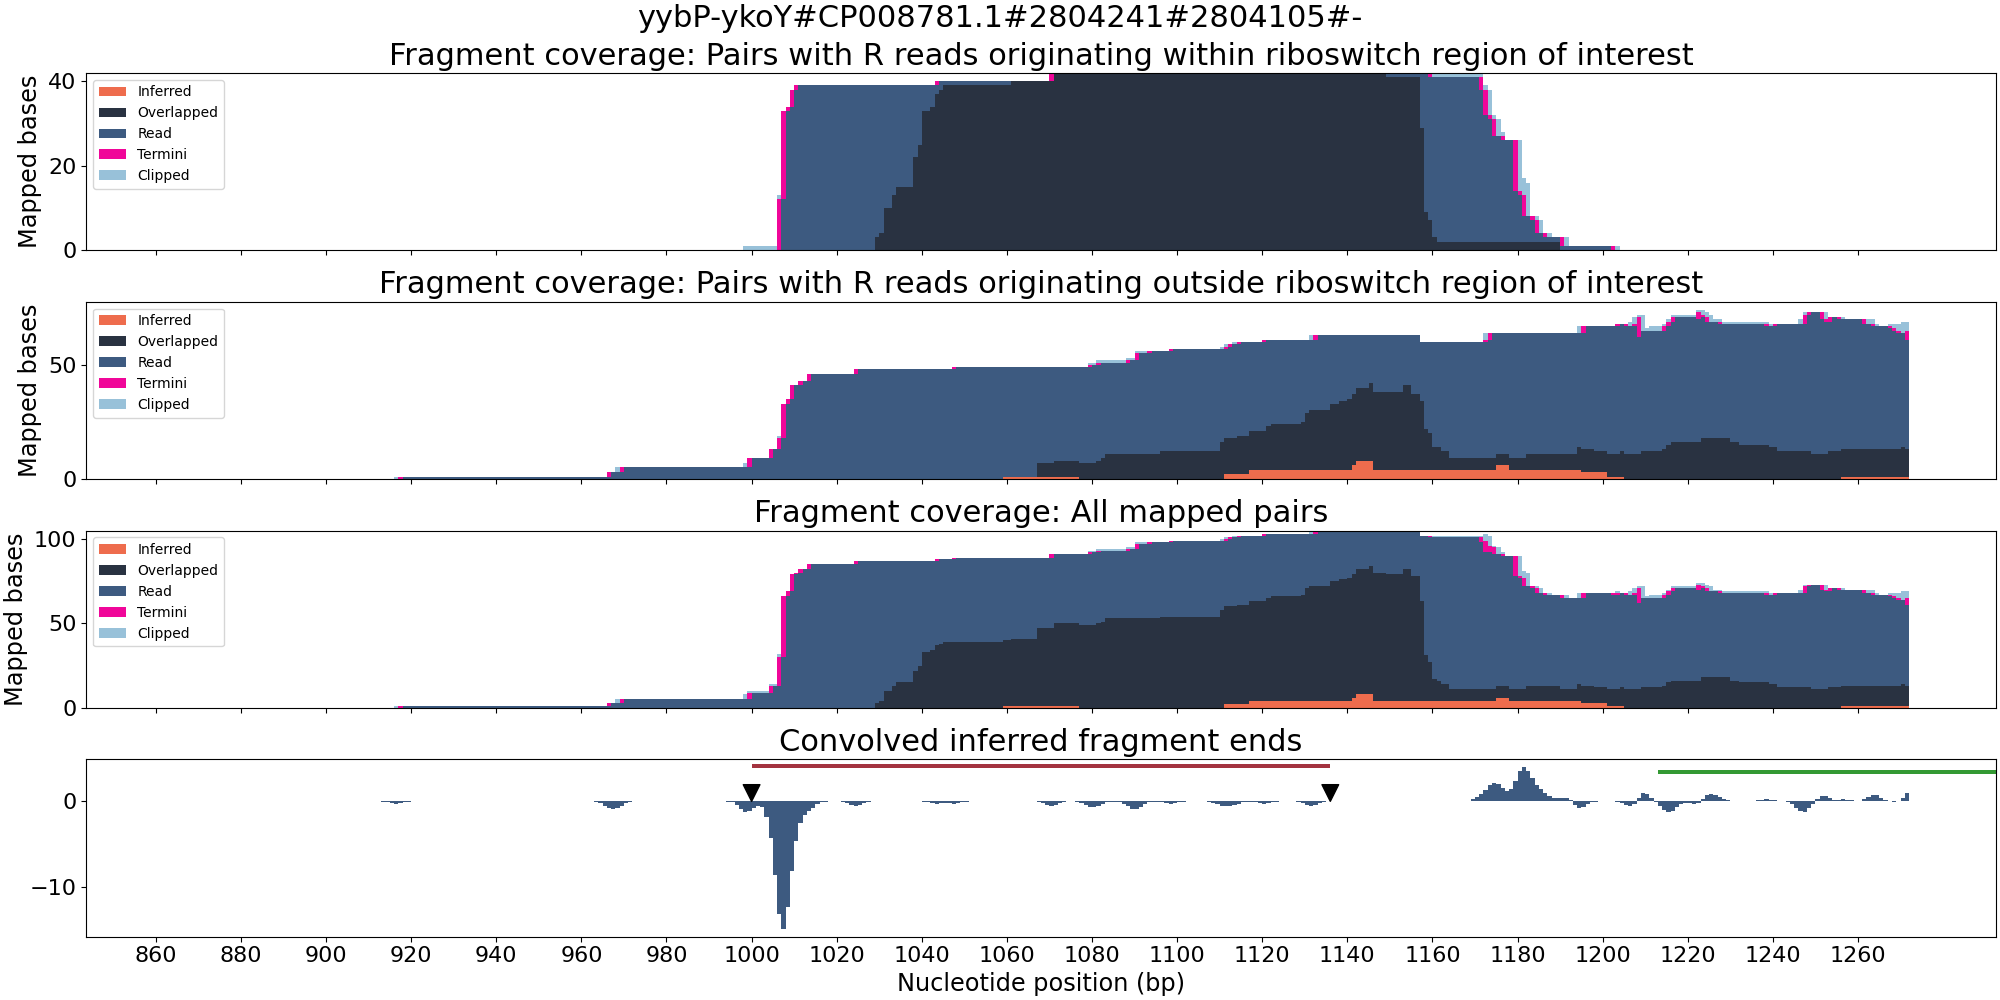 yybP-ykoY#CP008781.1#2804241#2804105#-
Fragment coverage: Pairs with R reads originating within riboswitch region of interest
Mapped bases
40
20
0
Inferred
Overlapped
Read
Termini
Clipped
Fragment coverage: Pairs with R reads originating outside riboswitch region of interest
Mapped bases
50
0
Inferred
Overlapped
Read
Termini
Clipped
Fragment coverage: All mapped pairs
Mapped bases
100
50
0
Inferred
Overlapped
Read
Termini
Clipped
Convolved inferred fragment ends
0
−10
860 880 900 920 940 960 980 1000 1020 1040 1060 1080 1100 1120 1140 1160 1180 1200 1220 1240 1260
Nucleotide position (bp)